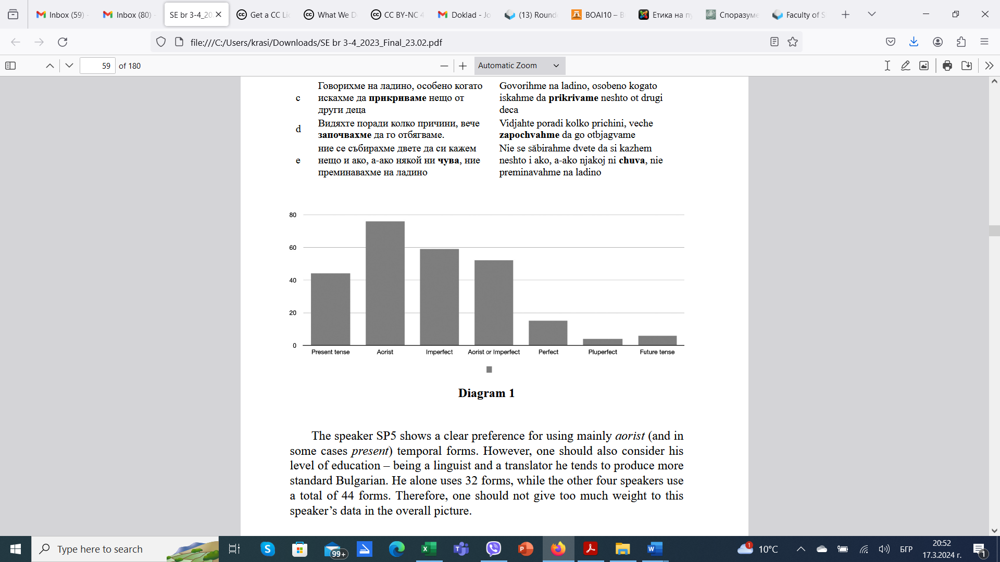 Inbox (59) -
Inbox (80) -
SE br 3-4_20
Get a CC Lic
What We D
CC BY-NC 4
Doklad - Jo
(13) Round
BOAI10 – B
Етика на пу
Споразуме
Faculty of S
file:///C:/Users/krasi/Downloads/SE br 3-4_2023_Final_23.02.pdf
59 of 180
Automatic Zoom
Говорихме на ладино, особено когато
c искахме да прикриваме нещо от
други деца
Govorihme na ladino, osobeno kogato
iskahme da prikrivame neshto ot drugi
deca
d Видяхте поради колко причини, вече
започвахме да го отбягваме.
Vidjahte poradi kolko prichini, veche
zapochvahme da go otbjagvame
ние се събирахме двете да си кажем
e нещо и ако, а-ако някой ни чува, ние
преминавахме на ладино
Nie se săbirahme dvete da si kazhem
neshto i ako, a-ako njakoj ni chuva, nie
preminavahme na ladino
80
60
40
20
0
Present tense Aorist Imperfect Aorist or Imperfect Perfect Pluperfect Future tense
Diagram 1
The speaker SP5 shows a clear preference for using mainly aorist (and in
some cases present) temporal forms. However, one should also consider his
level of education – being a linguist and a translator he tends to produce more
standard Bulgarian. He alone uses 32 forms, while the other four speakers use
a total of 44 forms. Therefore, one should not give too much weight to this
speaker’s data in the overall picture.
Type here to search
99+
1
10°C
БГР
20:52
17.3.2024 г.
1